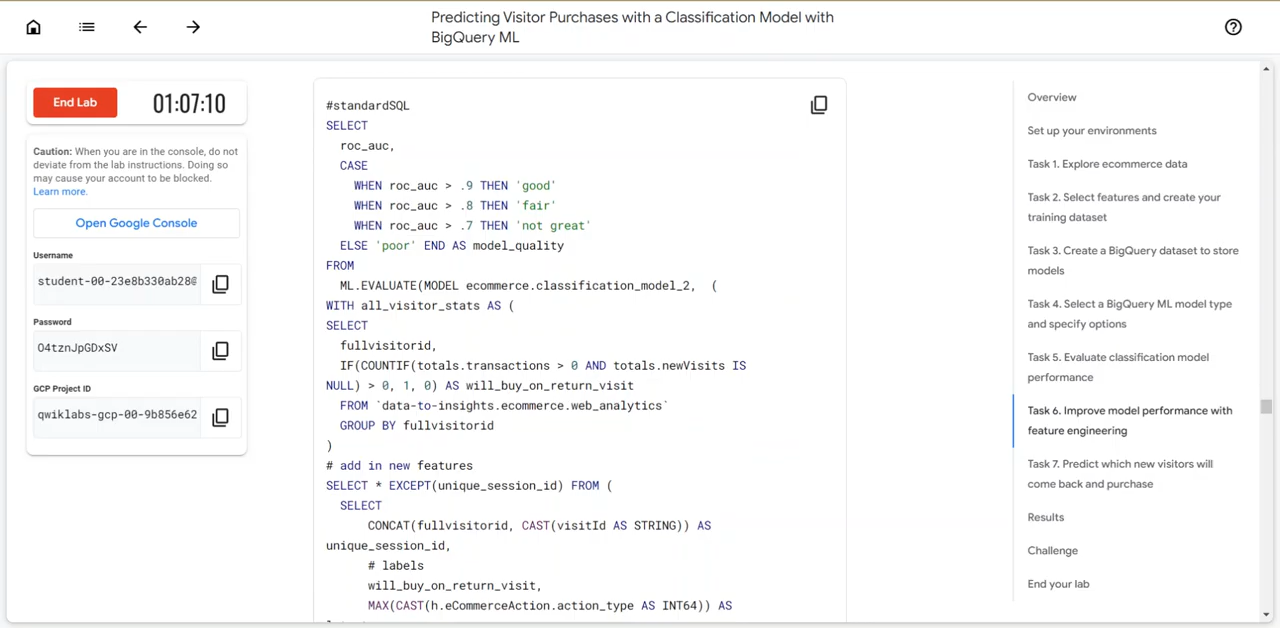 Predicting Visitor Purchases with a Classification Model with
BigQuery ML
End Lab
01:07:10
Caution: When you are in the console, do not
deviate from the lab instructions. Doing so
may cause your account to be blocked.
Learn more.
Open Google Console
Username
student-00-23e8b330ab28@
Password
O4tznJpGDxSV
GCP Project ID
qwiklabs-gcp-00-9b856e62
#standardSQL
SELECT
roc_auc,
CASE
WHEN roc_auc > .9 THEN 'good'
WHEN roc_auc > .8 THEN 'fair'
WHEN roc_auc > .7 THEN 'not great'
ELSE 'poor' END AS model_quality
FROM
ML.EVALUATE(MODEL ecommerce.classification_model_2,  (
WITH all_visitor_stats AS (
SELECT
fullvisitorid,
IF(COUNTIF(totals.transactions > 0 AND totals.newVisits IS
NULL) > 0, 1, 0) AS will_buy_on_return_visit
FROM `data-to-insights.ecommerce.web_analytics`
GROUP BY fullvisitorid
)
# add in new features
SELECT * EXCEPT(unique_session_id) FROM (
SELECT
CONCAT(fullvisitorid, CAST(visitId AS STRING)) AS
unique_session_id,
# labels
will_buy_on_return_visit,
MAX(CAST(h.eCommerceAction.action_type AS INT64)) AS
Overview
Set up your environments
Task 1. Explore ecommerce data
Task 2. Select features and create your
training dataset
Task 3. Create a BigQuery dataset to store
models
Task 4. Select a BigQuery ML model type
and specify options
Task 5. Evaluate classification model
performance
Task 6. Improve model performance with
feature engineering
Task 7. Predict which new visitors will
come back and purchase
Results
Challenge
End your lab